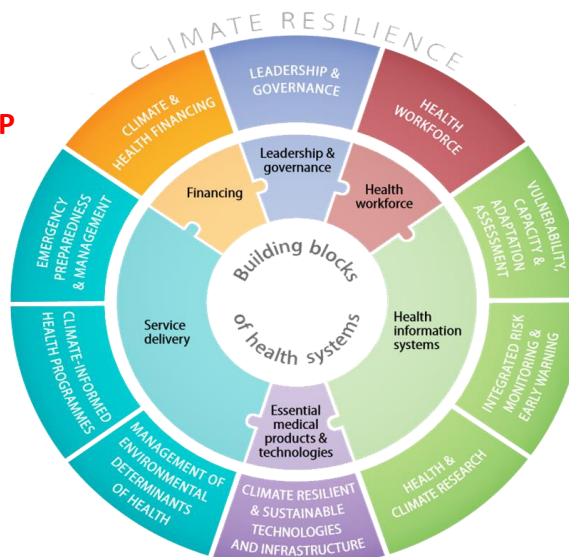 CLIMATE RESILIENCE
P
LEADERSHIP &
GOVERNANCE
HEALTH
WORKFORCE
VULNERABILITY,
CAPACITY &
ADAPTATION
ASSESSMENT
INTEGRATED RISK
MONITORING &
EARLY WARNING
HEALTH &
CLIMATE RESEARCH
CLIMATE RESILIENT
& SUSTAINABLE
TECHNOLOGIES
AND INFRASTRUCTURE
MANAGEMENT OF
ENVIRONMENTAL
DETERMINANTS
OF HEALTH
CLIMATE-INFORMED
HEALTH PROGRAMMES
EMERGENCY
PREPAREDNESS
& MANAGEMENT
CLIMATE &
HEALTH FINANCING
Leadership &
governance
Health
workforce
Health
information
systems
Essential
medical
products &
technologies
Service
delivery
Financing
Building blocks
of health systems